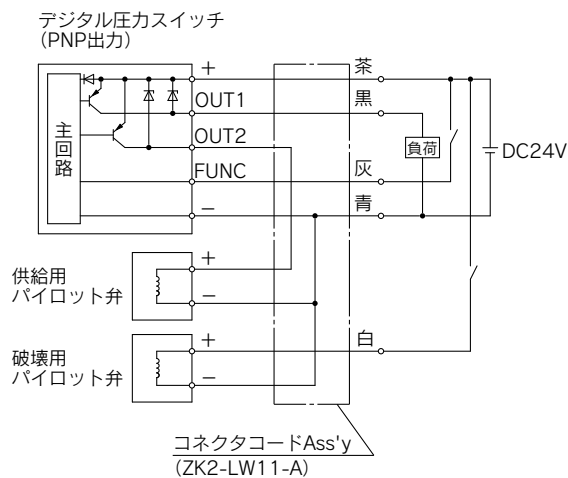 デジタル圧力スイッチ
(PNP出力)
+
茶
OUT1
黒
OUT2
主回路
負荷
DC24V
FUNC
灰
−
青
供給用
パイロット弁
+
−
破壊用
パイロット弁
+
白
−
コネクタコードAss'y
(ZK2-LW11-A)